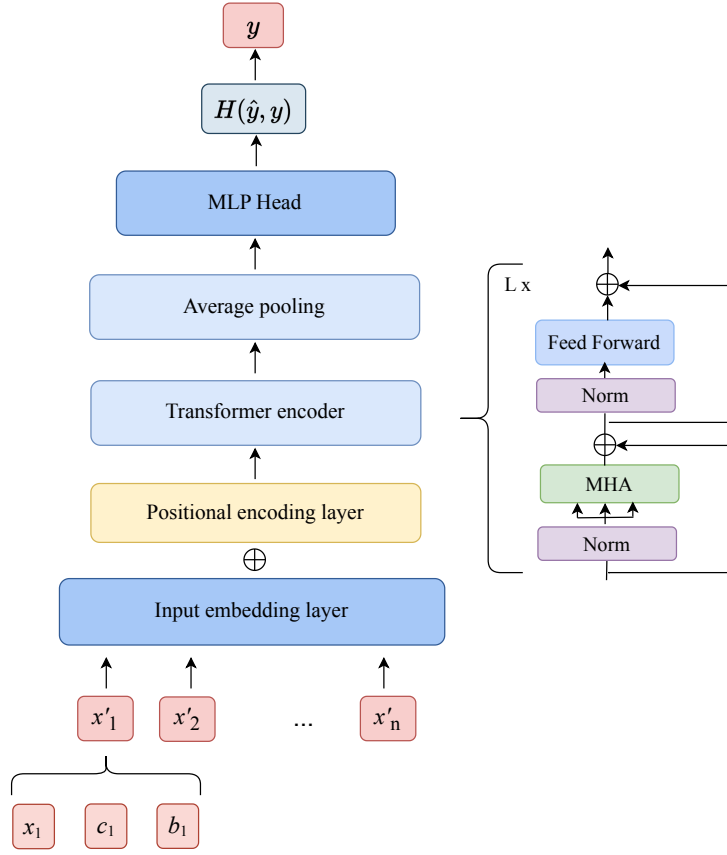 y
H(ŷ, y)
MLP Head
Average pooling
Transformer encoder
Positional encoding layer
Input embedding layer
x′₁ x′₂ ... x′ₙ
x₁ c₁ b₁
L x
Feed Forward
Norm
MHA
Norm